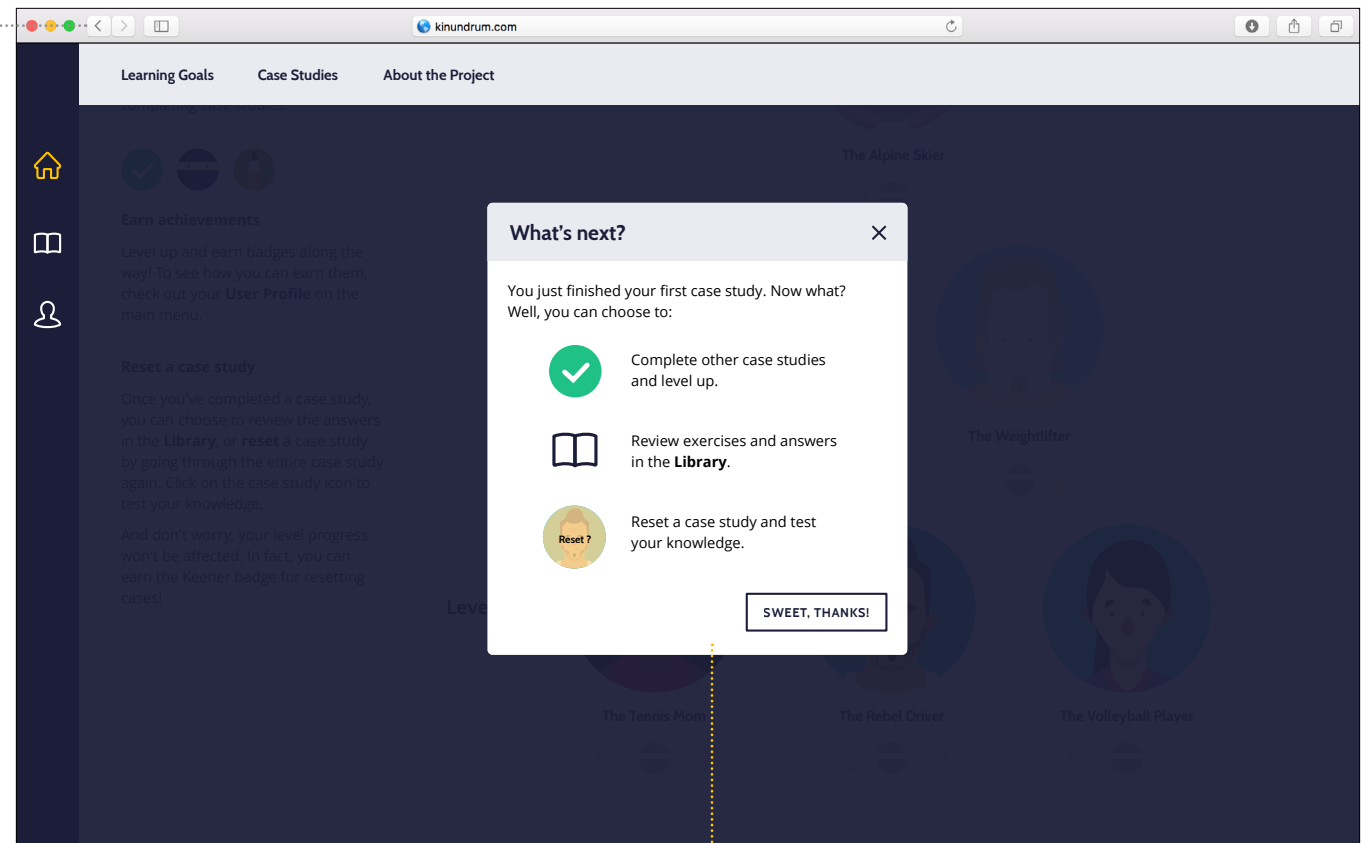 kinundrum.com
Learning Goals
Case Studies
About the Project
completing case studies!
Earn achievements
Level up and earn badges along the
way! To see how you can earn them,
check out your User Profile on the
main menu.
Reset a case study
Once you've completed a case study,
you can choose to review the answers
in the Library, or reset a case study
by going through the entire case study
again. Click on the case study icon to
test your knowledge.
And don't worry, your level progress
won't be affected. In fact, you can
earn the Keener badge for resetting
cases!
The Alpine Skier
The Weightlifter
What's next?
You just finished your first case study. Now what?
Well, you can choose to:
Complete other case studies
and level up.
Review exercises and answers
in the Library.
Reset ?
Reset a case study and test
your knowledge.
SWEET, THANKS!
The Tennis Mom
The Rebel Driver
The Volleyball Player